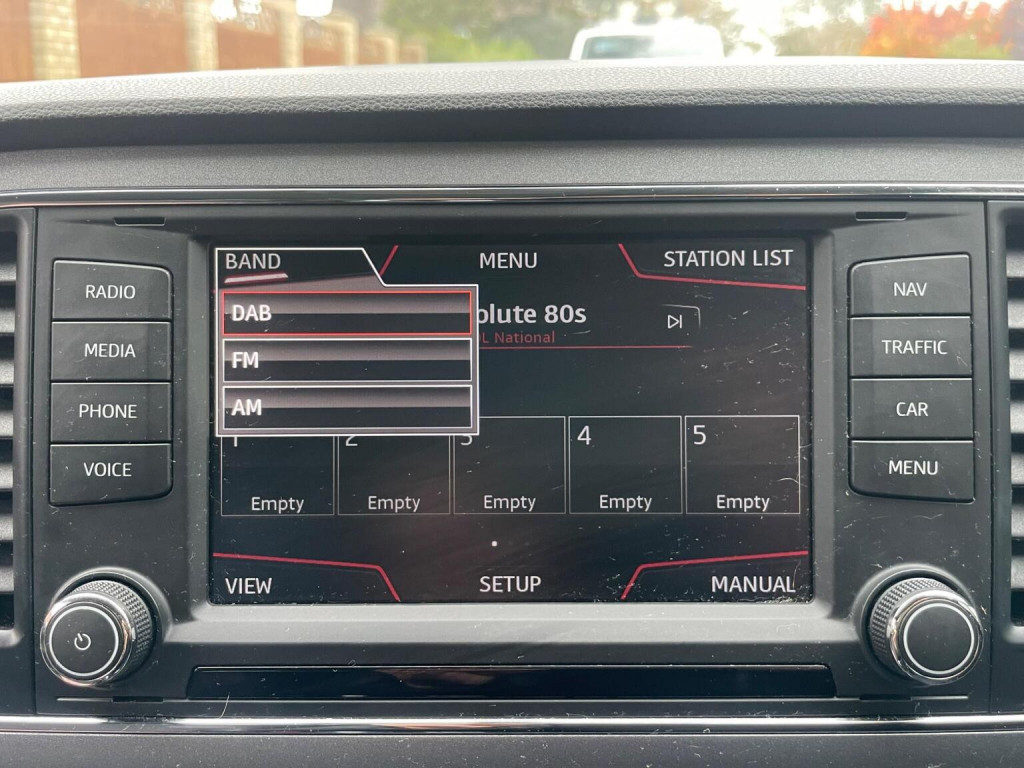 RADIO
MEDIA
PHONE
VOICE
BAND
MENU
STATION LIST
DAB
FM
AM
olute 80s
L National
1
2
3
4
5
Empty
Empty
Empty
Empty
Empty
VIEW
SETUP
MANUAL
NAV
TRAFFIC
CAR
MENU